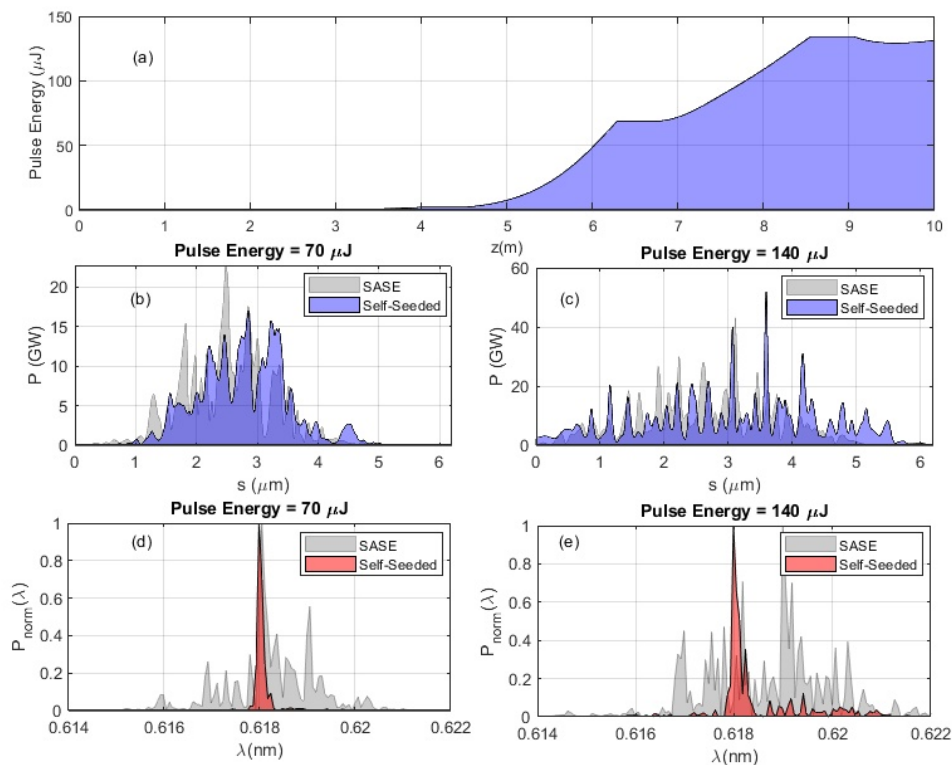 150
100
50
0
Pulse Energy (μJ)
(a)
0 1 2 3 4 5 6 7 8 9 10
z(m)
Pulse Energy = 70 μJ
20
15
10
5
0
P (GW)
(b)
SASE
Self-Seeded
0 1 2 3 4 5 6
s (μm)
Pulse Energy = 140 μJ
60
40
20
0
P (GW)
(c)
SASE
Self-Seeded
0 1 2 3 4 5 6
s (μm)
Pulse Energy = 70 μJ
1
0.8
0.6
0.4
0.2
0
Pnorm(λ)
(d)
SASE
Self-Seeded
0.614 0.616 0.618 0.62 0.622
λ(nm)
Pulse Energy = 140 μJ
1
0.8
0.6
0.4
0.2
0
Pnorm(λ)
(e)
SASE
Self-Seeded
0.614 0.616 0.618 0.62 0.622
λ(nm)